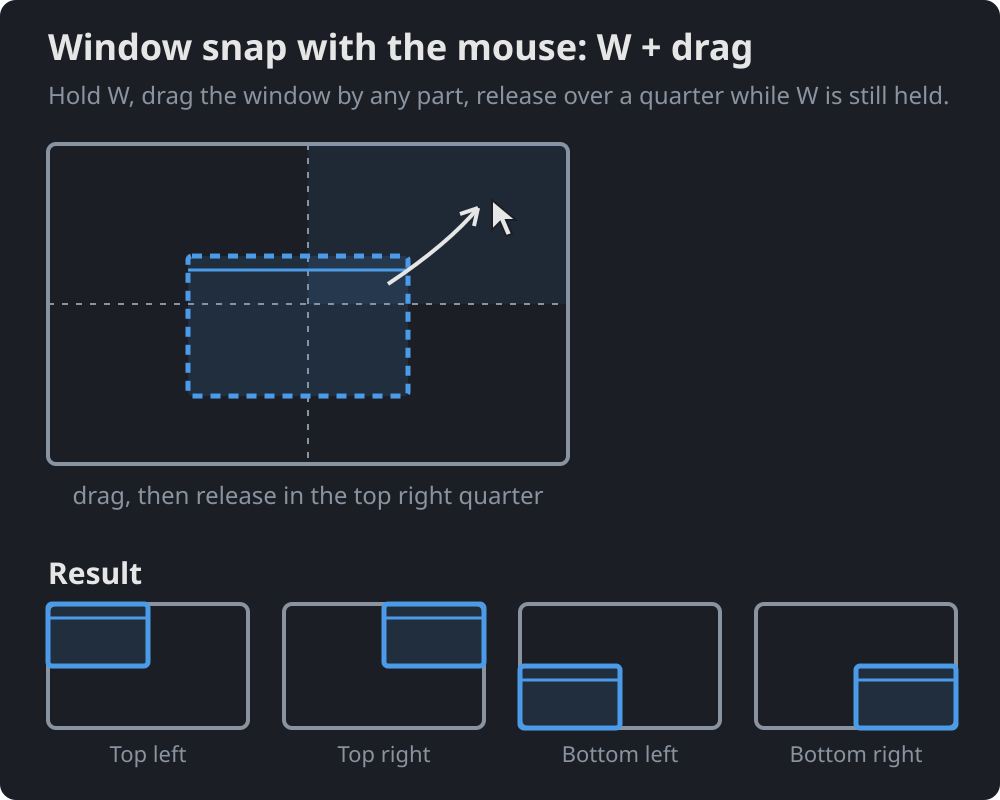 Window snap with the mouse: W + drag
Hold W, drag the window by any part, release over a quarter while W is still held.
drag, then release in the top right quarter
Result
Top left
Top right
Bottom left
Bottom right